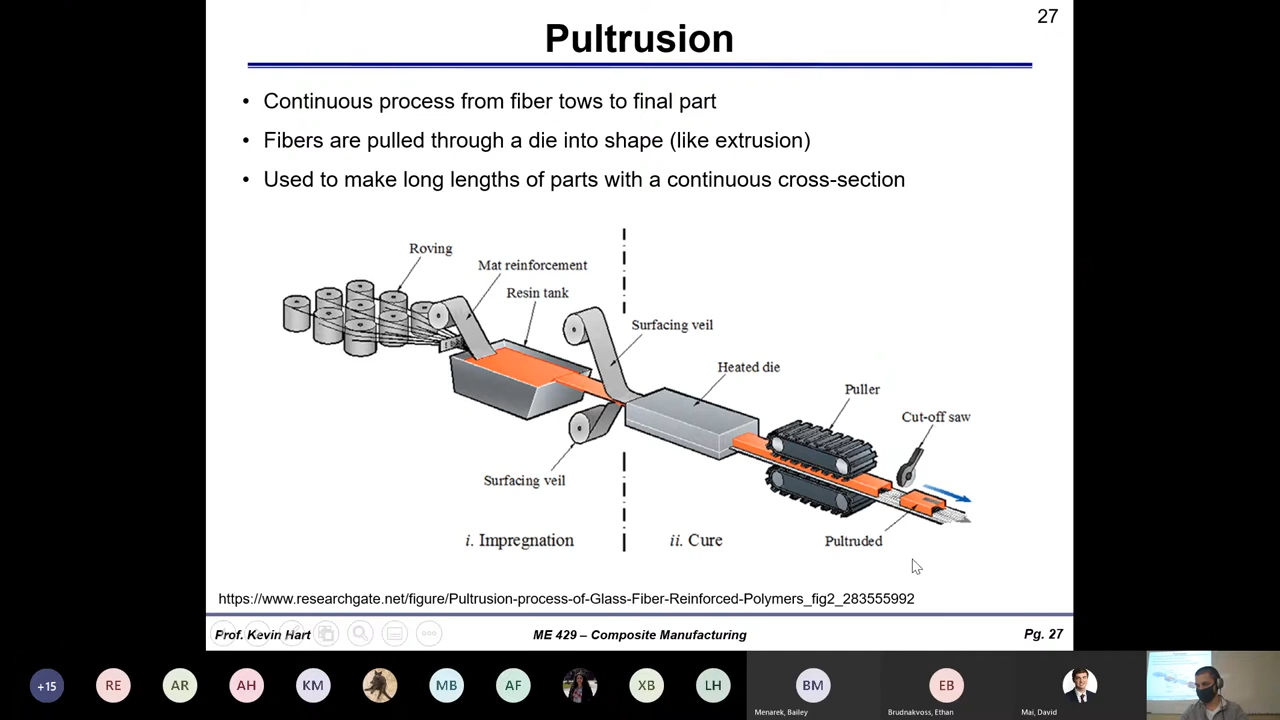 27
Pultrusion
• Continuous process from fiber tows to final part
• Fibers are pulled through a die into shape (like extrusion)
• Used to make long lengths of parts with a continuous cross-section
Roving
Mat reinforcement
Resin tank
Surfacing veil
Heated die
Puller
Cut-off saw
Surfacing veil
i. Impregnation
ii. Cure
Pultruded
https://www.researchgate.net/figure/Pultrusion-process-of-Glass-Fiber-Reinforced-Polymers_fig2_283555992
Prof. Kevin Hart
ME 429 – Composite Manufacturing
Pg. 27
+15
RE
AR
AH
KM
MB
AF
XB
LH
BM
EB
Menarek, Bailey
Brudnakvoss, Ethan
Mai, David